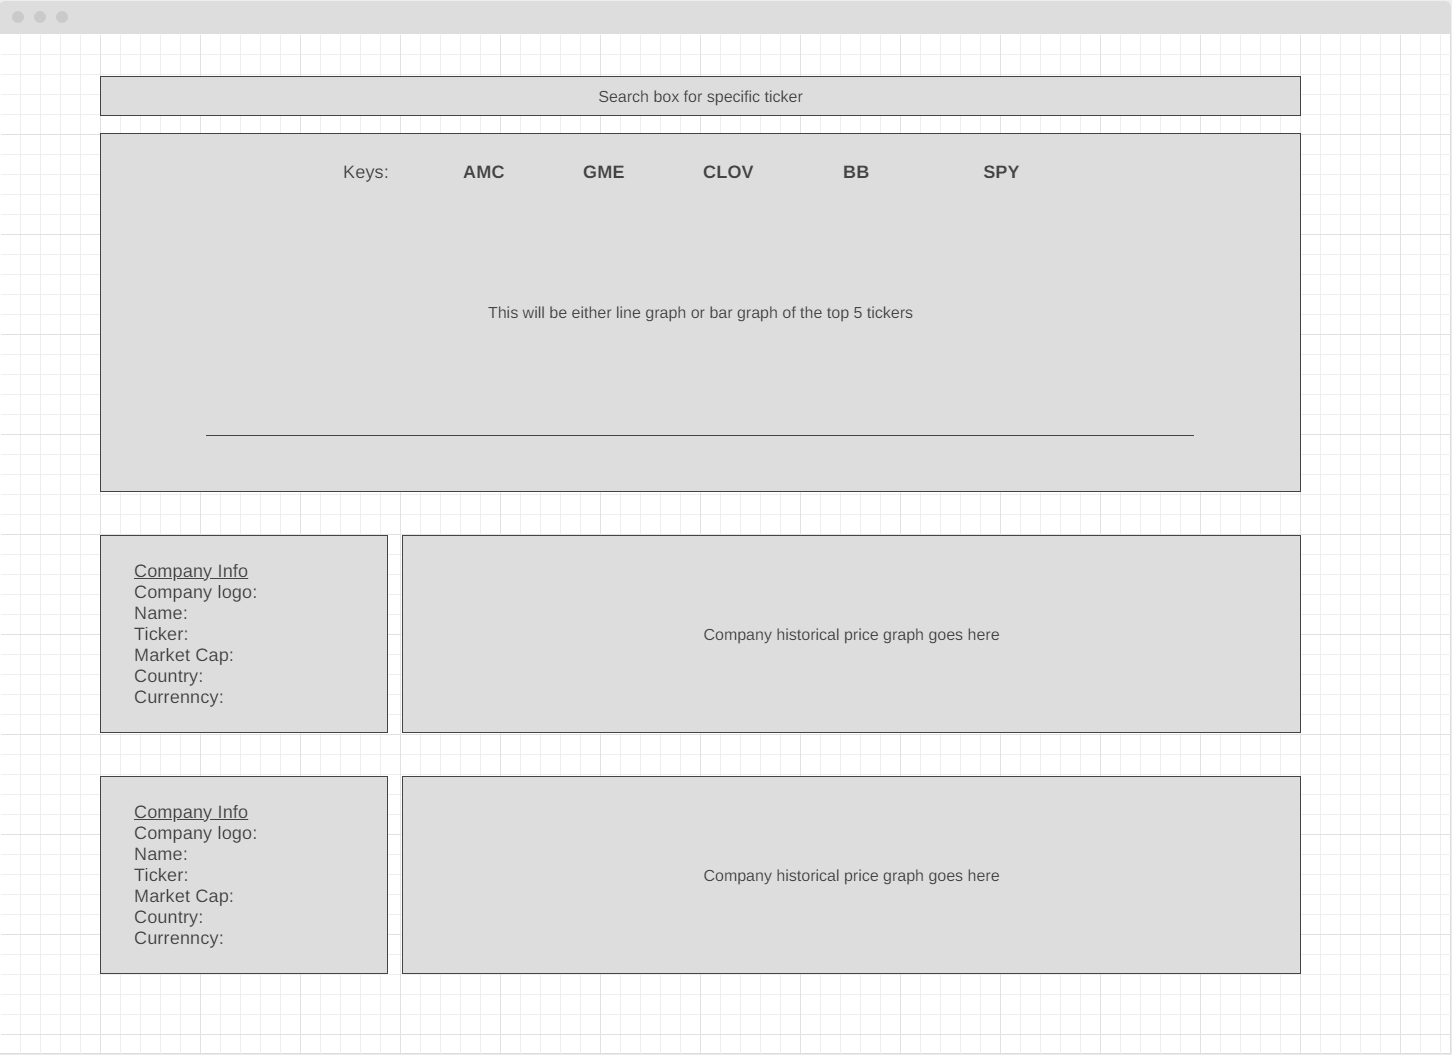 Search box for specific ticker
Keys: AMC GME CLOV BB SPY
This will be either line graph or bar graph of the top 5 tickers
Company Info
Company logo:
Name:
Ticker:
Market Cap:
Country:
Currenncy:
Company historical price graph goes here
Company Info
Company logo:
Name:
Ticker:
Market Cap:
Country:
Currenncy:
Company historical price graph goes here